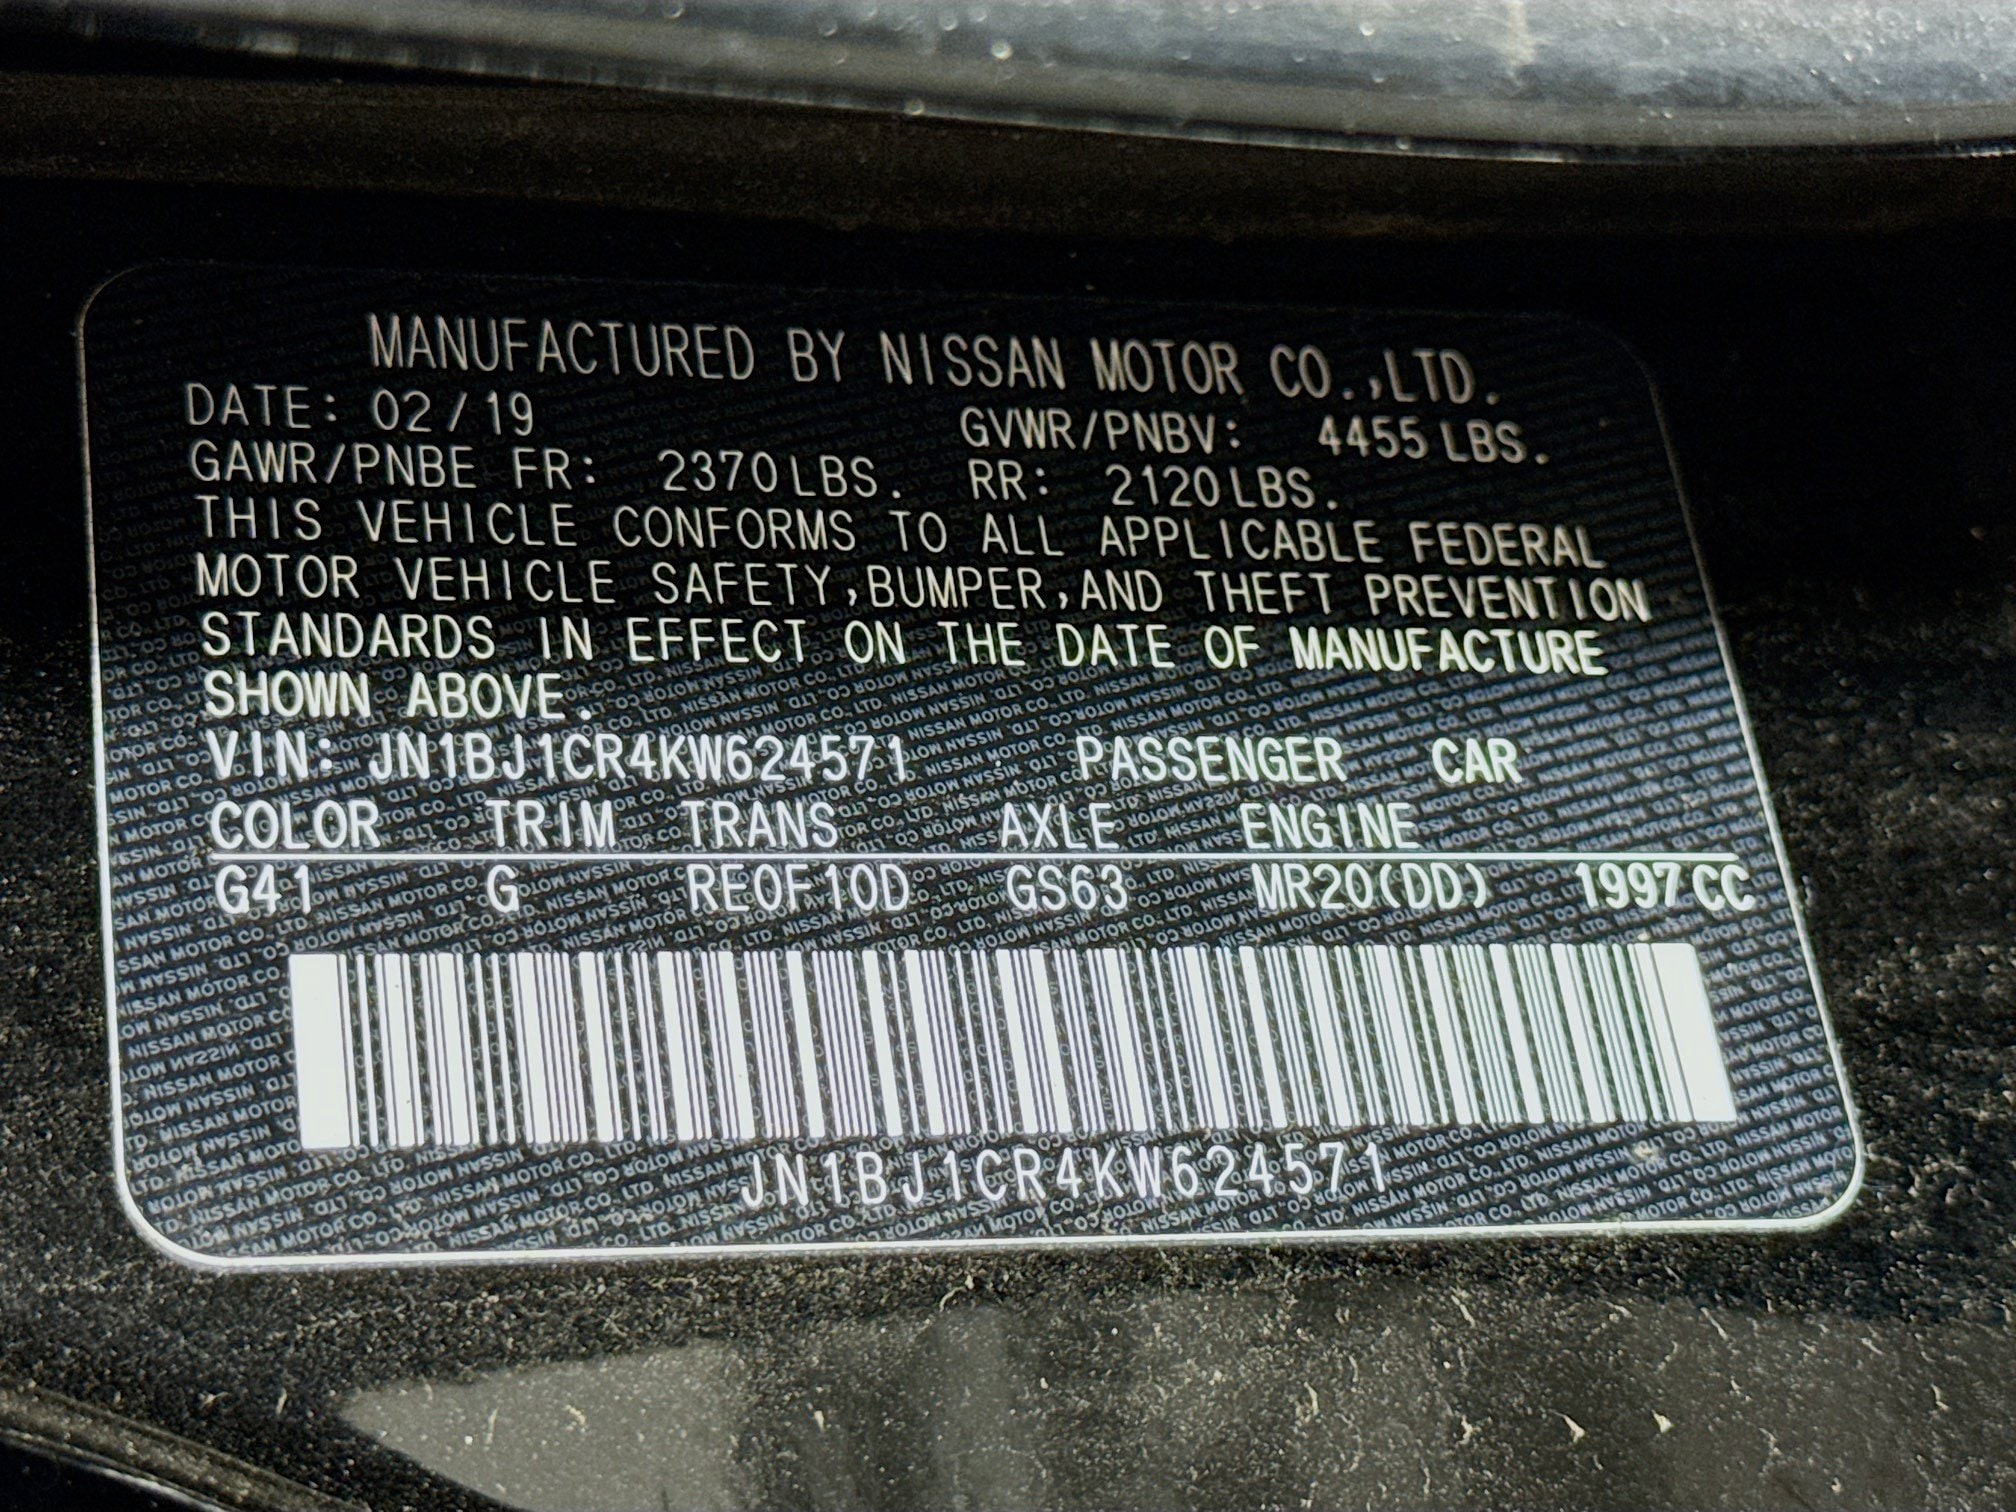 MANUFACTURED BY NISSAN MOTOR CO.,LTD.
DATE: 02/19 GVWR/PNBV: 4455 LBS.
GAWR/PNBE FR: 2370 LBS. RR: 2120 LBS.
THIS VEHICLE CONFORMS TO ALL APPLICABLE FEDERAL
MOTOR VEHICLE SAFETY,BUMPER,AND THEFT PREVENTION
STANDARDS IN EFFECT ON THE DATE OF MANUFACTURE
SHOWN ABOVE.
VIN: JN1BJ1CR4KW624571 PASSENGER CAR
COLOR TRIM TRANS AXLE ENGINE
G41 G RE0F10D GS63 MR20(DD) 1997 CC
JN1BJ1CR4KW624571